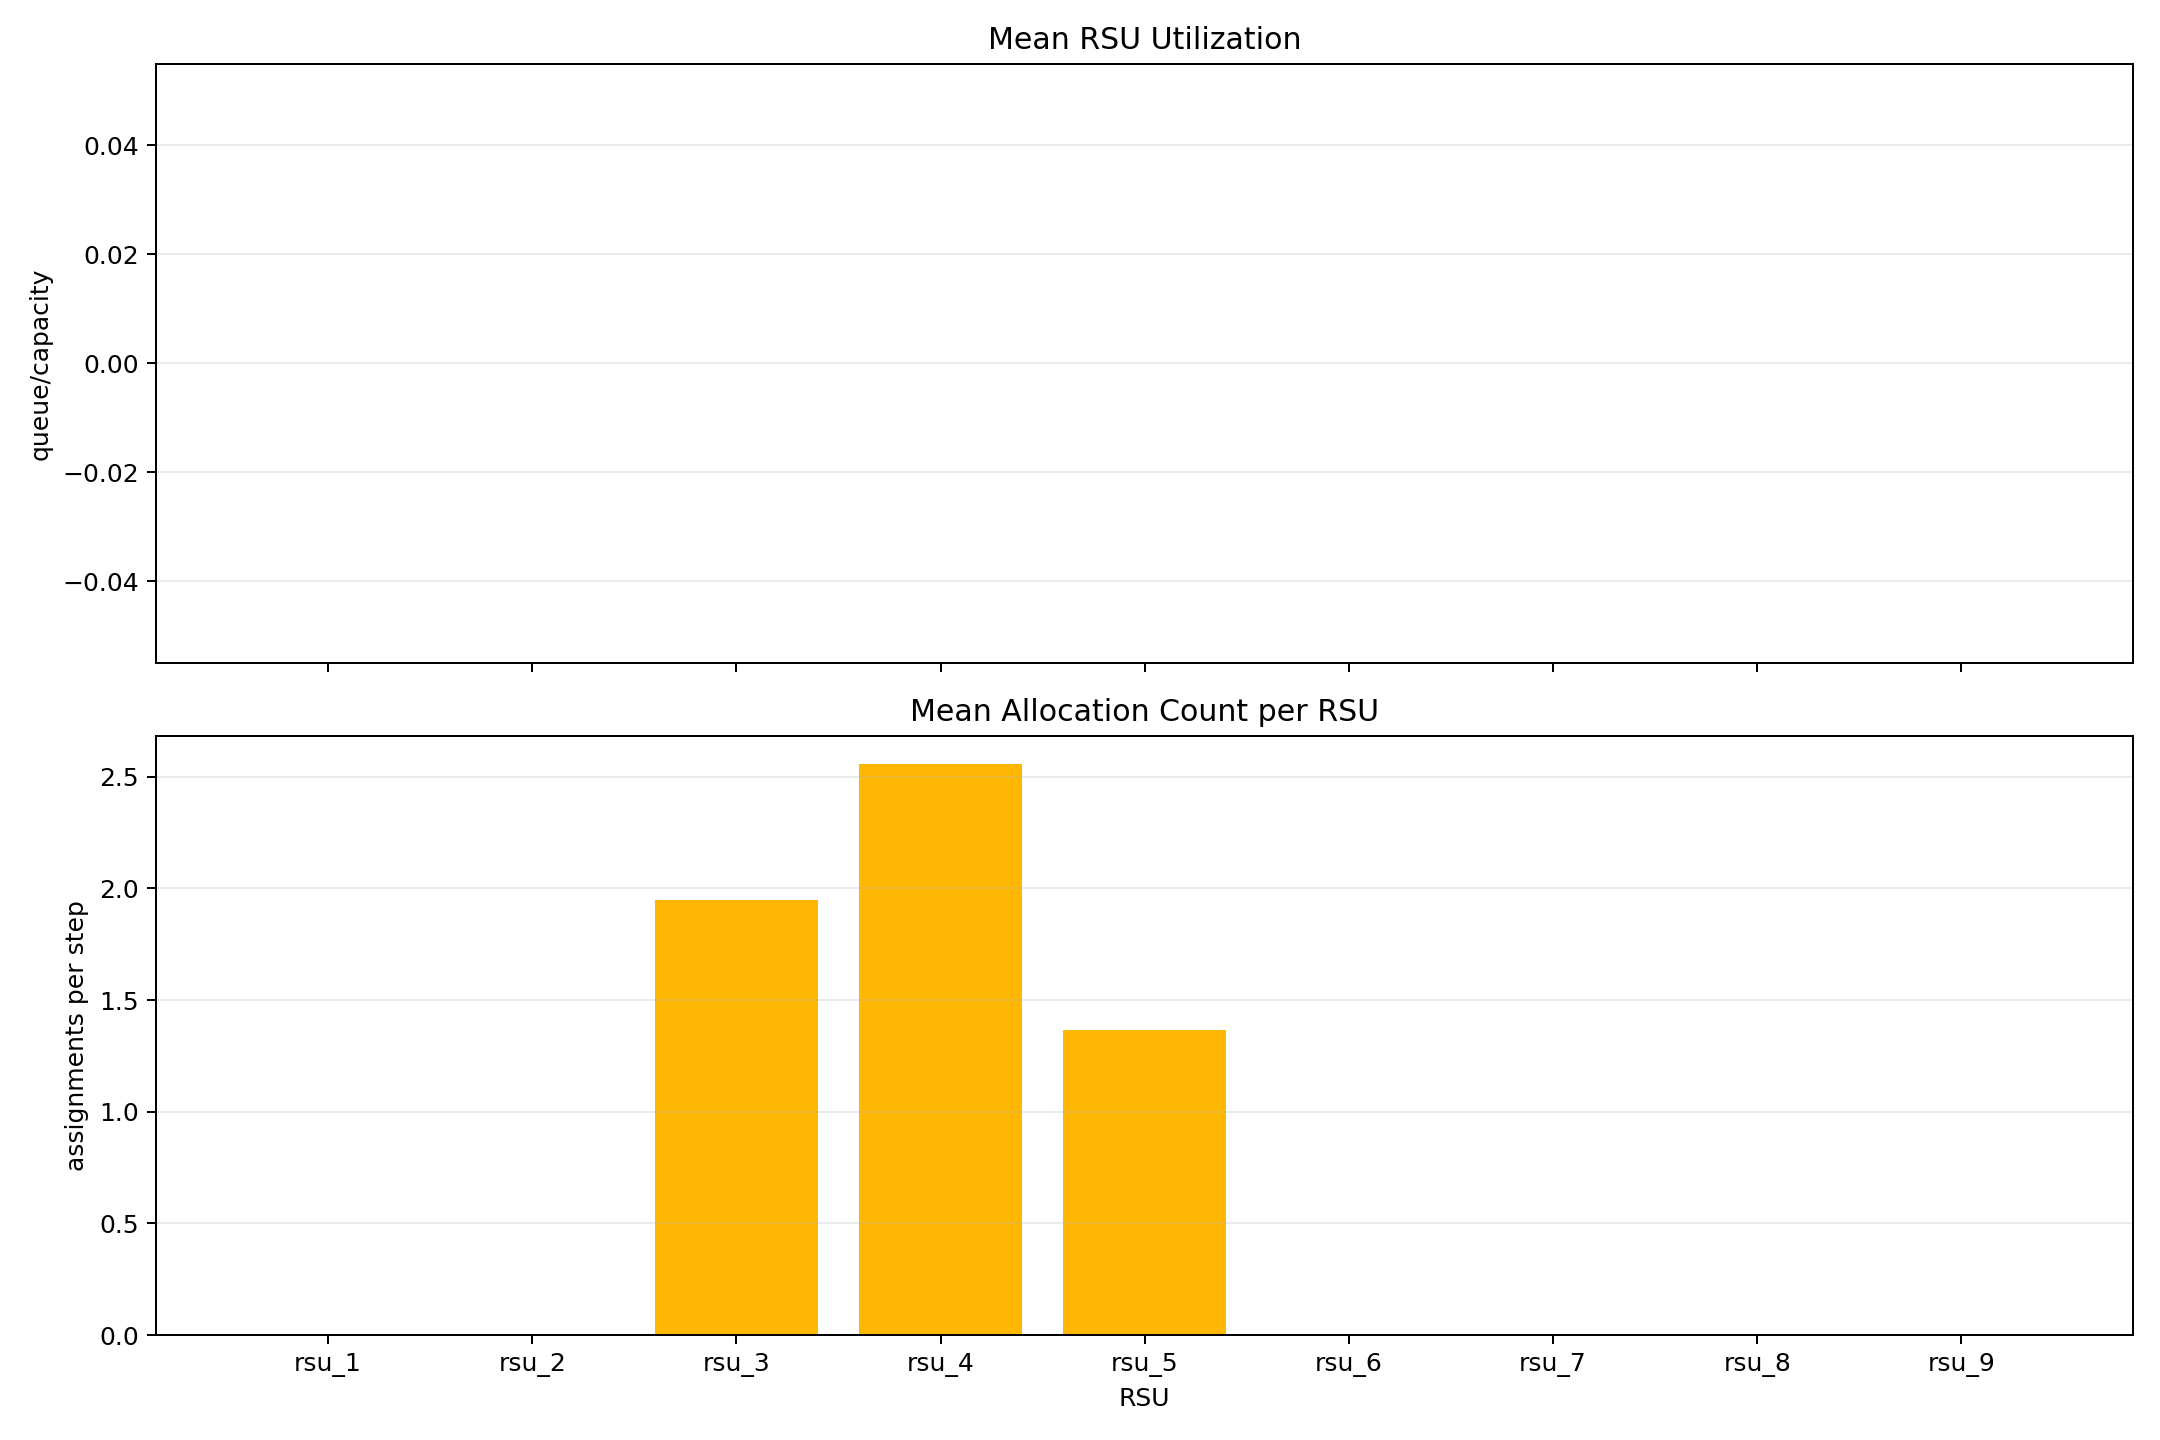 Mean RSU Utilization
queue/capacity
0.04
0.02
0.00
−0.02
−0.04
Mean Allocation Count per RSU
assignments per step
2.5
2.0
1.5
1.0
0.5
0.0
rsu_1 rsu_2 rsu_3 rsu_4 rsu_5 rsu_6 rsu_7 rsu_8 rsu_9
RSU